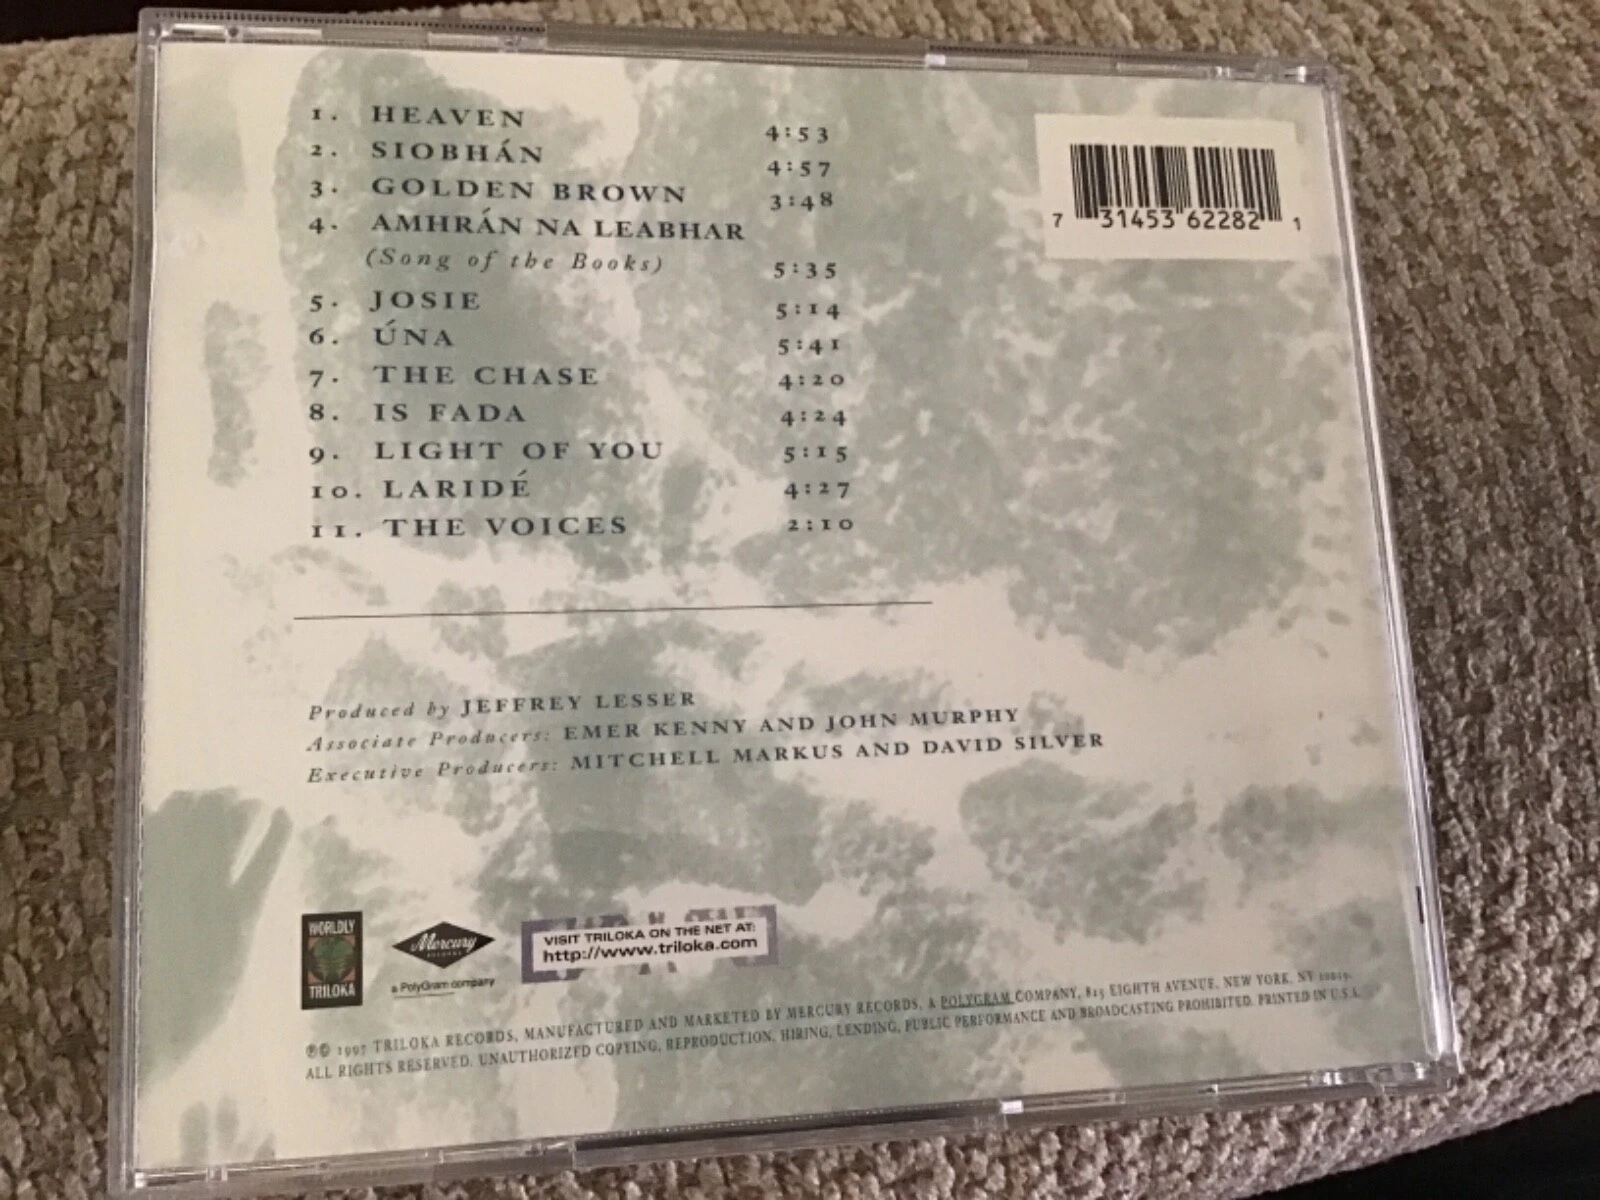 1. HEAVEN 4:53
2. SIOBHÁN 4:57
3. GOLDEN BROWN 3:48
4. AMHRÁN NA LEABHAR
(Song of the Books) 5:35
5. JOSIE 5:14
6. ÚNA 5:41
7. THE CHASE 4:20
8. IS FADA 4:24
9. LIGHT OF YOU 5:15
10. LARIDÉ 4:27
11. THE VOICES 2:10
7 31453 62282 1
Produced by JEFFREY LESSER
Associate Producers: EMER KENNY AND JOHN MURPHY
Executive Producers: MITCHELL MARKUS AND DAVID SILVER
WORLDLY
TRILOKA
Mercury
RECORDS
a PolyGram company
VISIT TRILOKA ON THE NET AT:
http://www.triloka.com
℗© 1997 TRILOKA RECORDS, MANUFACTURED AND MARKETED BY MERCURY RECORDS, A POLYGRAM COMPANY, 825 EIGHTH AVENUE, NEW YORK, NY 10019.
ALL RIGHTS RESERVED. UNAUTHORIZED COPYING, REPRODUCTION, HIRING, LENDING, PUBLIC PERFORMANCE AND BROADCASTING PROHIBITED. PRINTED IN U.S.A.